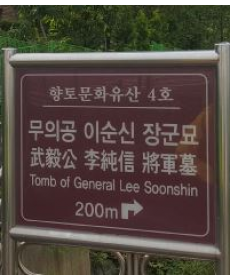 향토문화유산 4호
무의공 이순신 장군묘
武毅公 李純信 將軍墓
Tomb of General Lee Soonshin
200m